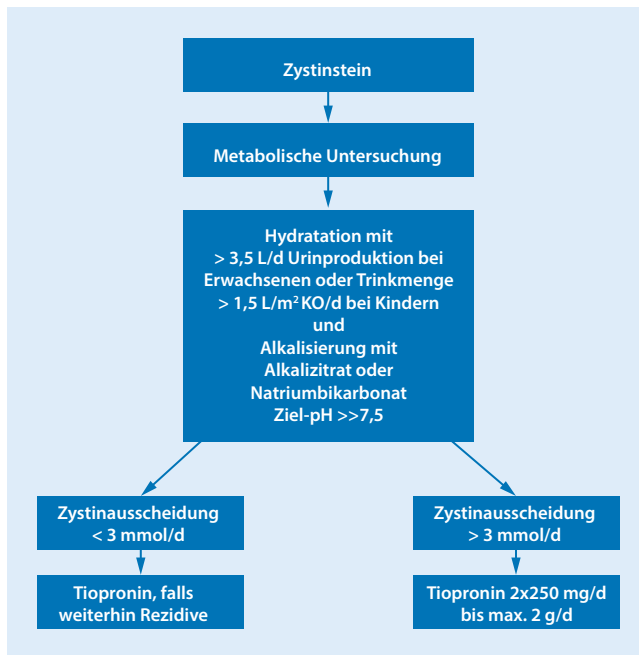 Zystinstein
Metabolische Untersuchung
Hydratation mit
> 3,5 L/d Urinproduktion bei
Erwachsenen oder Trinkmenge
> 1,5 L/m² KO/d bei Kindern
und
Alkalisierung mit
Alkalizitrat oder
Natriumbikarbonat
Ziel-pH >>7,5
Zystinausscheidung
< 3 mmol/d
Zystinausscheidung
> 3 mmol/d
Tiopronin, falls
weiterhin Rezidive
Tiopronin 2x250 mg/d
bis max. 2 g/d